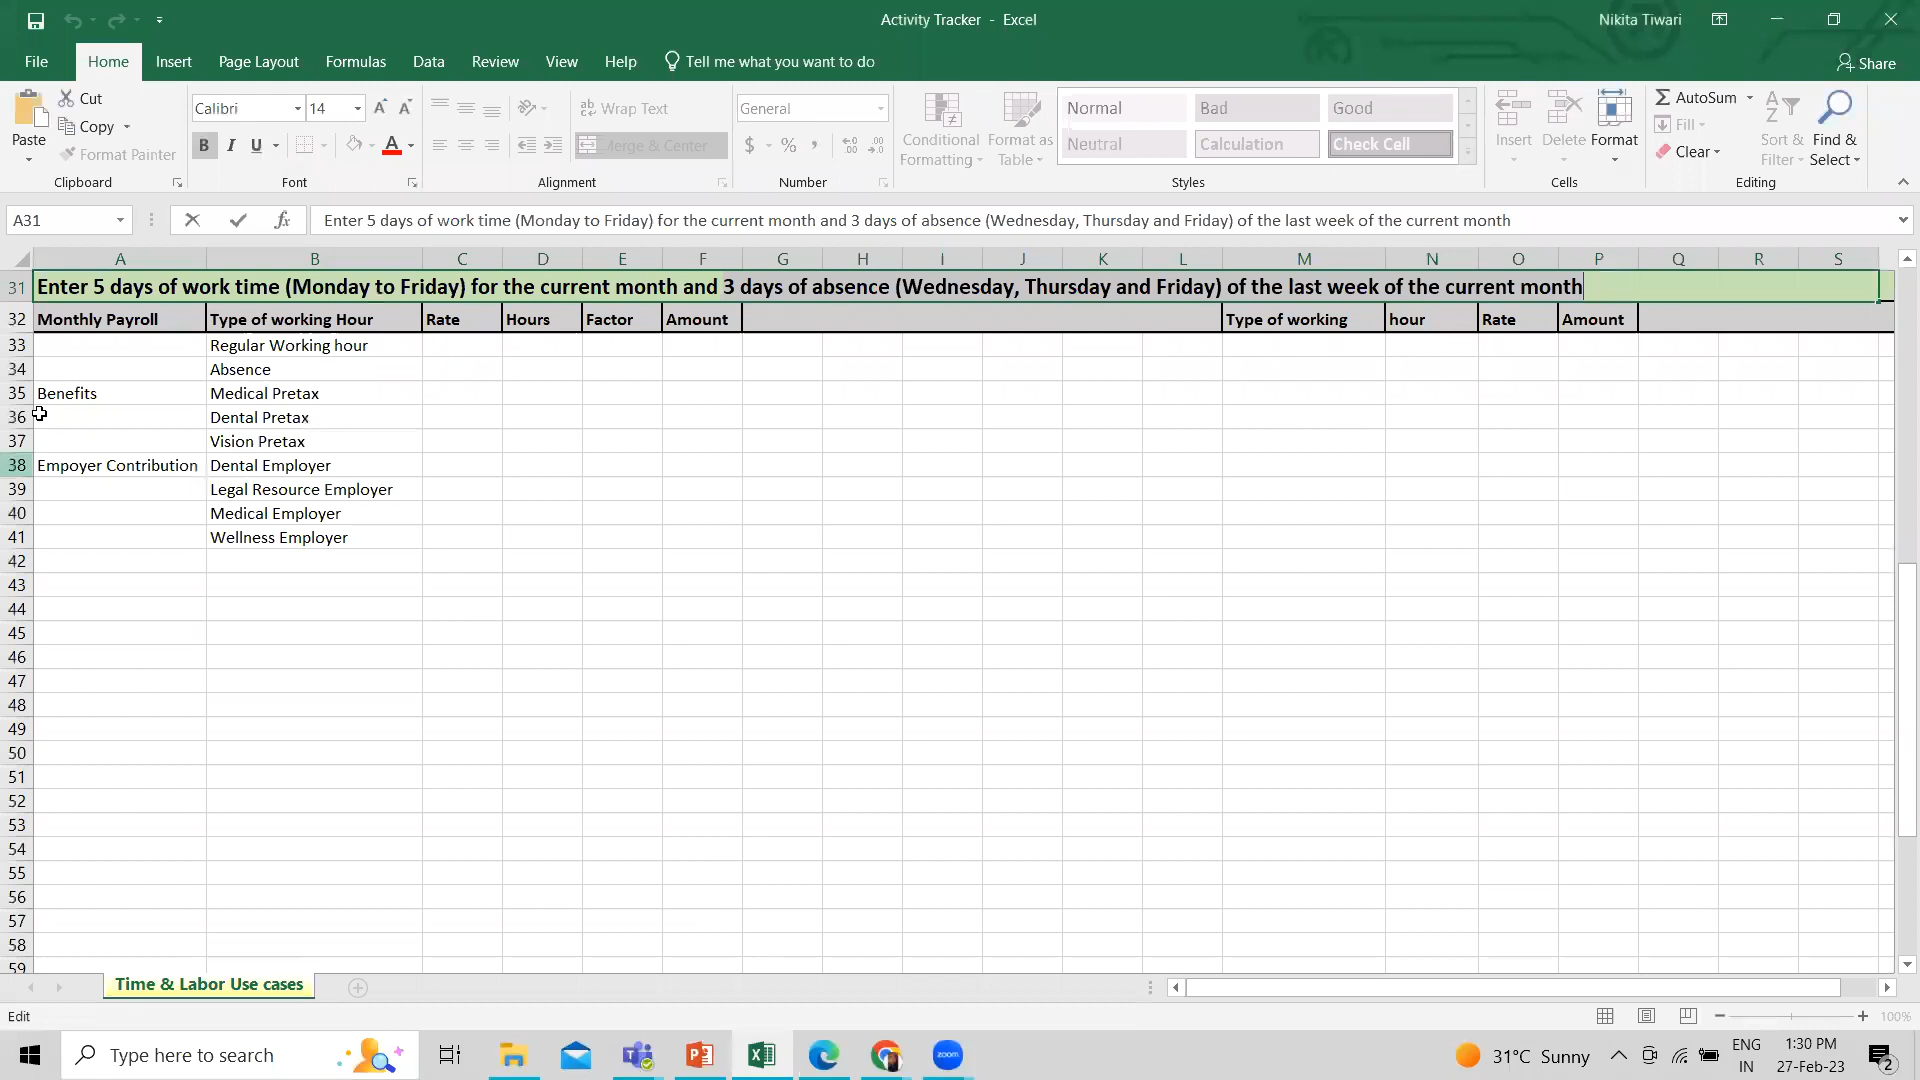 Activity Tracker - Excel
Nikita Tiwari
File Home Insert Page Layout Formulas Data Review View Help Tell me what you want to do Share
Paste Cut Copy Format Painter
Calibri 14
B I U A
Wrap Text
Merge & Center
General
$ %
Conditional Formatting Format as Table
Normal Bad Good
Neutral Calculation Check Cell
Insert Delete Format
AutoSum Fill Clear
Sort & Filter Find & Select
Clipboard Font Alignment Number Styles Cells Editing
A31 fx Enter 5 days of work time (Monday to Friday) for the current month and 3 days of absence (Wednesday, Thursday and Friday) of the last week of the current month
A B C D E F G H I J K L M N O P Q R S
31 Enter 5 days of work time (Monday to Friday) for the current month and 3 days of absence (Wednesday, Thursday and Friday) of the last week of the current month
32 Monthly Payroll Type of working Hour Rate Hours Factor Amount Type of working hour Rate Amount
33 Regular Working hour
34 Absence
35 Benefits Medical Pretax
36 Dental Pretax
37 Vision Pretax
38 Empoyer Contribution Dental Employer
39 Legal Resource Employer
40 Medical Employer
41 Wellness Employer
42
43
44
45
46
47
48
49
50
51
52
53
54
55
56
57
58
59
Time & Labor Use cases
Edit 100%
Type here to search
zoom
31°C Sunny
ENG
IN
1:30 PM
27-Feb-23
2